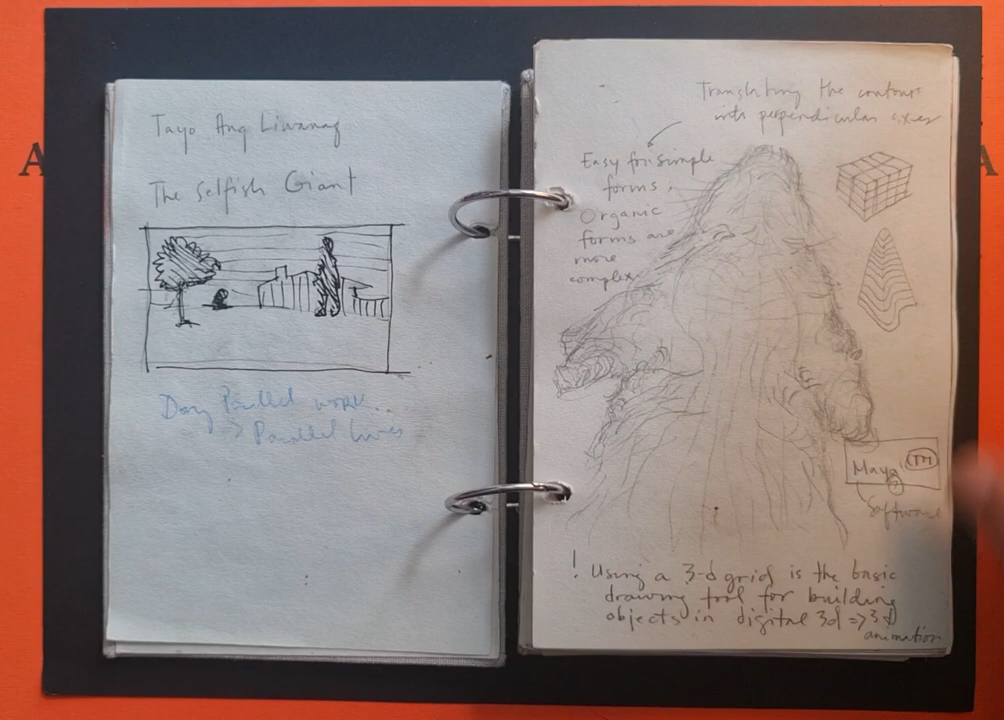 Tayo Ang Liwanag
The Selfish Giant
Parallel work..
Parallel lines
Translating the contours
into perpendicular axes
Easy for simple
forms.
Organic
forms are
more
complex
Maya (TM)
Software
! Using a 3-d grid is the basic
drawing tool for building
objects in digital 3d => 3d
animation
A
A